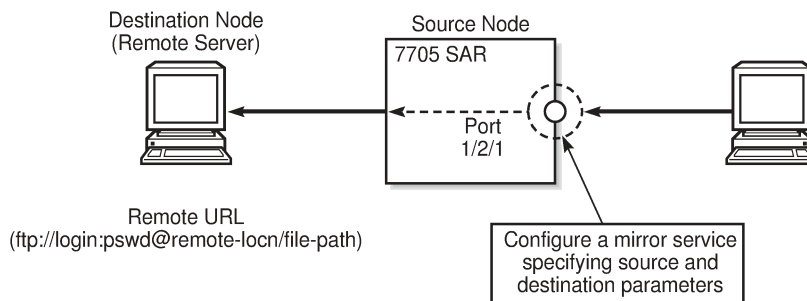 Destination Node
(Remote Server)
Source Node
7705 SAR
Port
1/2/1
Remote URL
(ftp://login:pswd@remote-locn/file-path)
Configure a mirror service
specifying source and
destination parameters